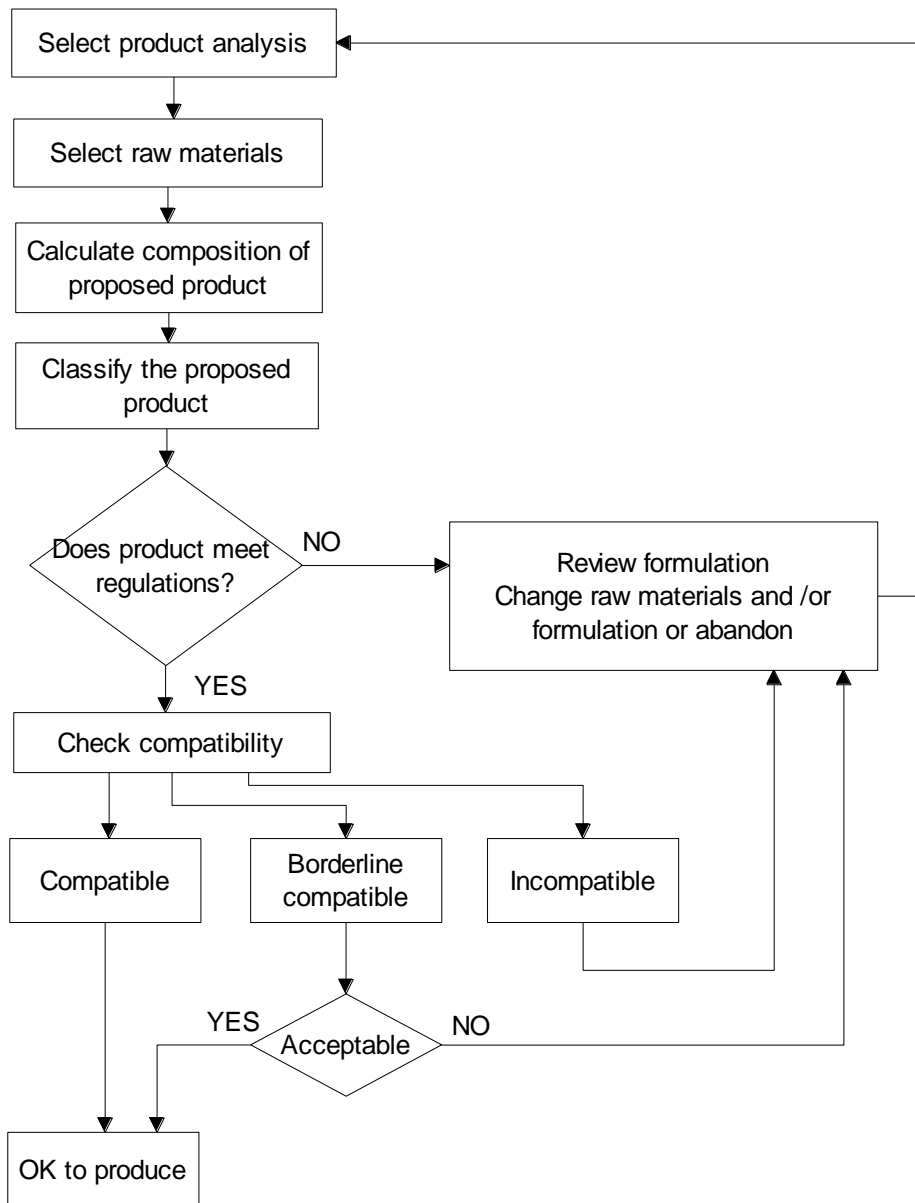 Select product analysis
Select raw materials
Calculate composition of
proposed product
Classify the proposed
product
Does product meet
regulations?
NO
Review formulation
Change raw materials and /or
formulation or abandon
YES
Check compatibility
Compatible
Borderline
compatible
Incompatible
YES
Acceptable
NO
OK to produce